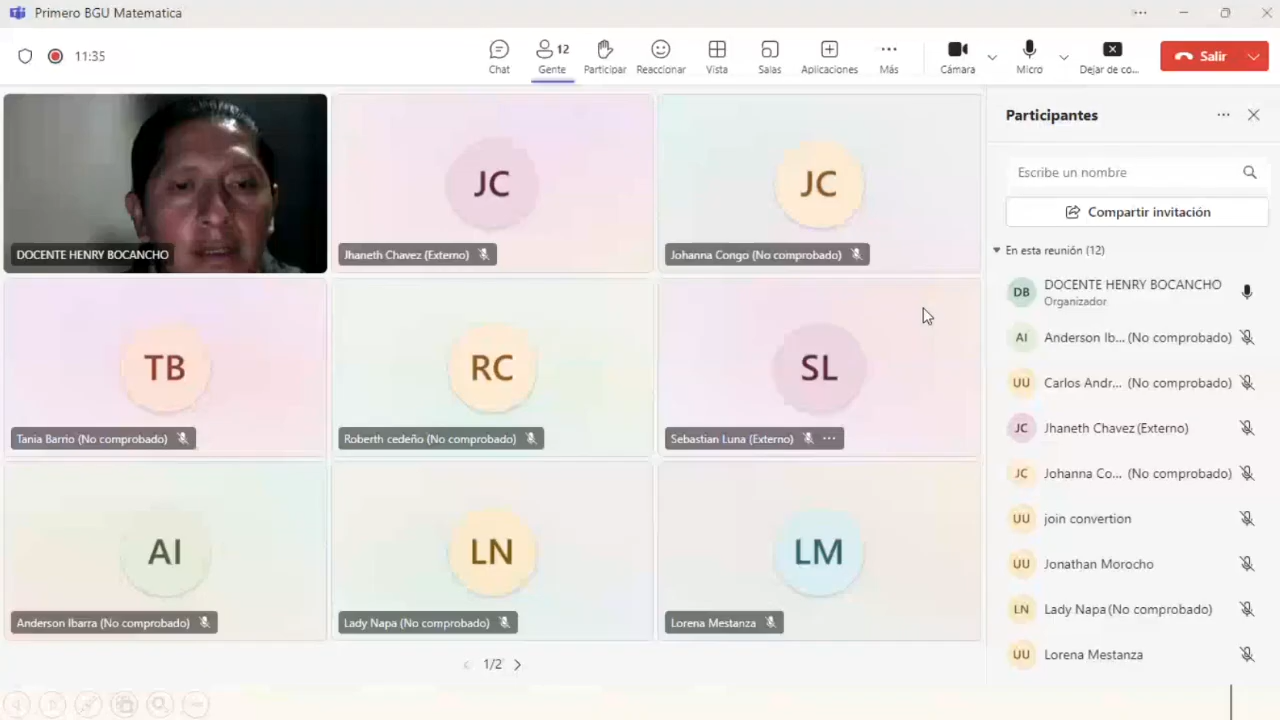 Primero BGU Matematica
11:35
Chat
12
Gente
Participar
Reaccionar
Vista
Salas
Aplicaciones
Más
Cámara
Micro
Dejar de co...
Salir
DOCENTE HENRY BOCANCHO
JC
Jhaneth Chavez (Externo)
JC
Johanna Congo (No comprobado)
TB
Tania Barrio (No comprobado)
RC
Roberth cedeño (No comprobado)
SL
Sebastian Luna (Externo)
AI
Anderson Ibarra (No comprobado)
LN
Lady Napa (No comprobado)
LM
Lorena Mestanza
1/2
Participantes
Escribe un nombre
Compartir invitación
En esta reunión (12)
DB DOCENTE HENRY BOCANCHO
Organizador
AI Anderson Ib... (No comprobado)
UU Carlos Andr... (No comprobado)
JC Jhaneth Chavez (Externo)
JC Johanna Co... (No comprobado)
UU join convertion
UU Jonathan Morocho
LN Lady Napa (No comprobado)
UU Lorena Mestanza